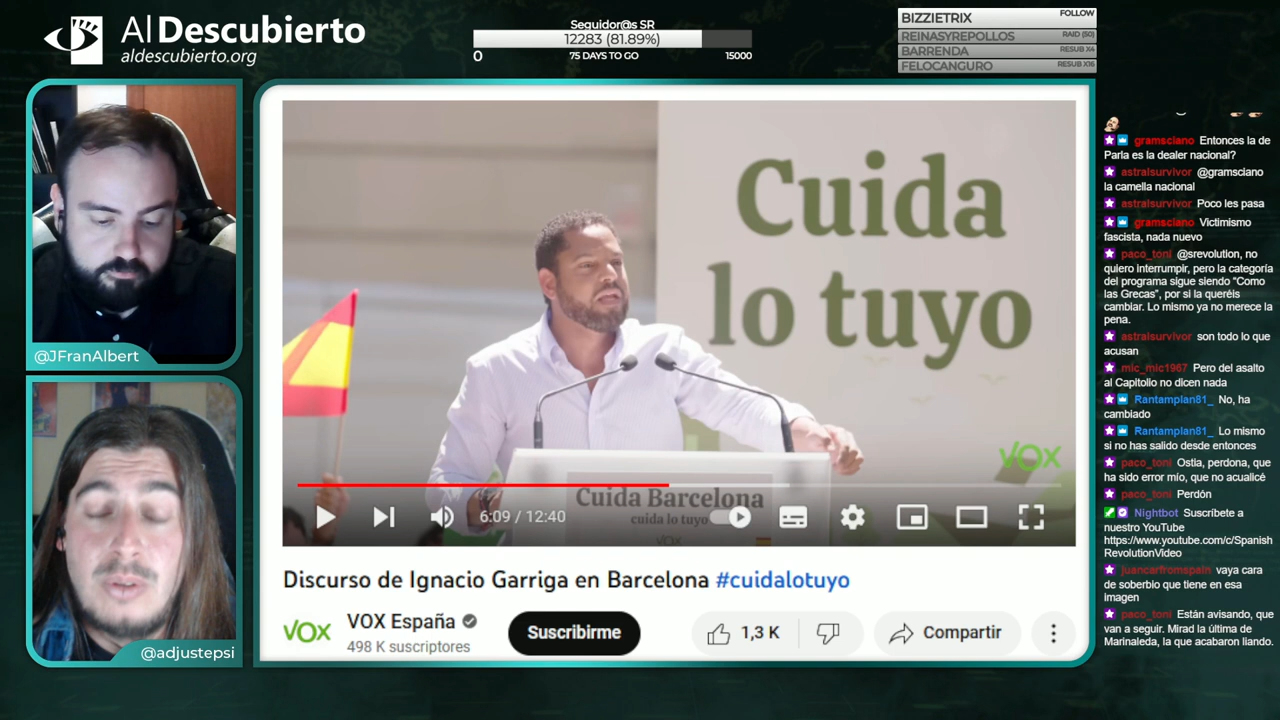 Al Descubierto
aldescubierto.org
Seguidor@s SR
12283 (81.89%)
0
75 DAYS TO GO
15000
BIZZIETRIX
FOLLOW
REINASYREPOLLOS
RAID (50)
BARRENDA
RESUB X4
FELOCANGURO
RESUB X16
@JFranAlbert
@adjustepsi
Cuida
lo tuyo
VOX
Cuida Barcelona
cuida lo tuyo
VOX
6:09 / 12:40
Discurso de Ignacio Garriga en Barcelona #cuidalotuyo
VOX
VOX España
498 K suscriptores
Suscribirme
1,3 K
Compartir
gramsciano Entonces la de
Parla es la dealer nacional?
astralsurvivor @gramsciano
la camella nacional
astralsurvivor Poco les pasa
gramsciano Victimismo
fascista, nada nuevo
paco_toni @srevolution, no
quiero interrumpir, pero la categoría
del programa sigue siendo “Como
las Grecas”, por si la queréis
cambiar. Lo mismo ya no merece la
pena.
astralsurvivor son todo lo que
acusan
mic_mic1967 Pero del asalto
al Capitolio no dicen nada
Rantamplan81_ No, ha
cambiado
Rantamplan81_ Lo mismo
si no has salido desde entonces
paco_toni Ostia, perdona, que
ha sido error mío, que no acualicé
paco_toni Perdón
Nightbot Suscríbete a
nuestro YouTube
https://www.youtube.com/c/Spanish
RevolutionVideo
juancarfromspain vaya cara
de soberbio que tiene en esa
imagen
paco_toni Están avisando, que
van a seguir. Mirad la última de
Marinaleda, la que acabaron liando.